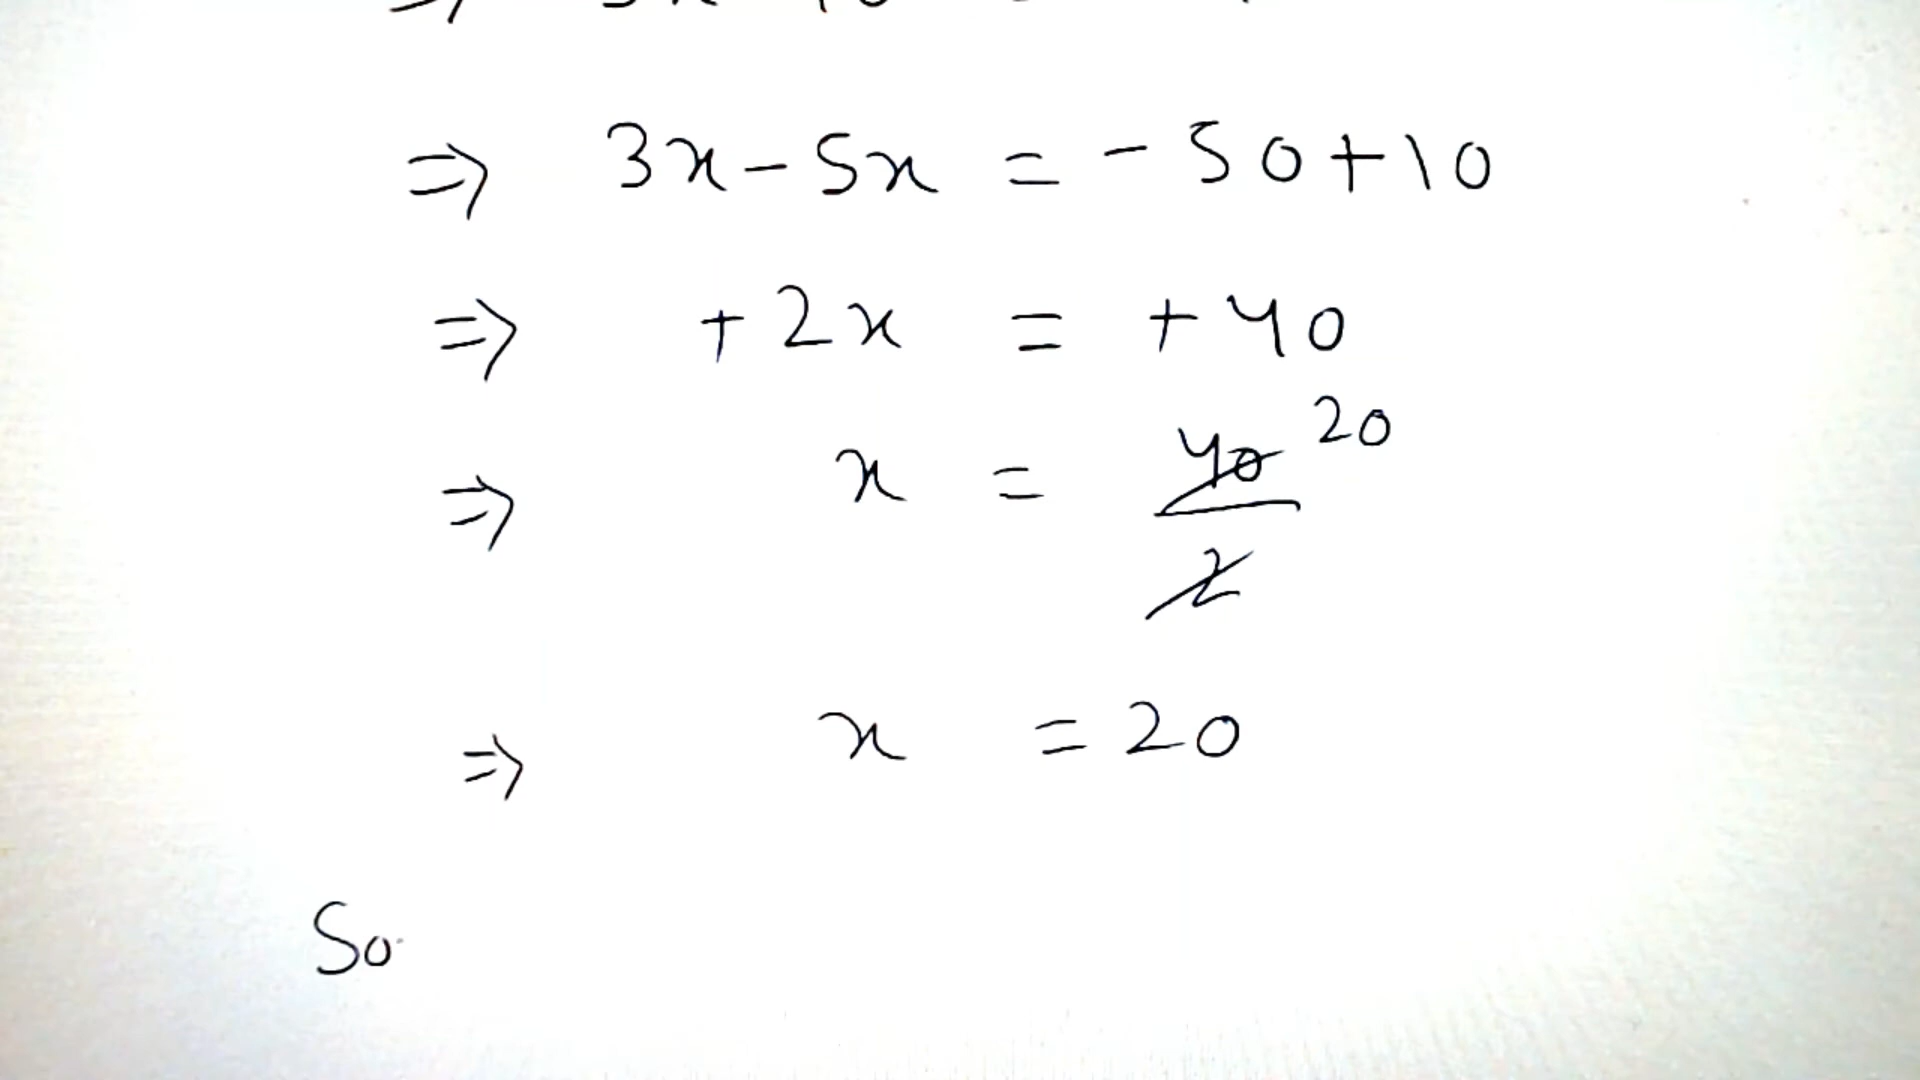 ⇒ 3x - 5x = - 50 + 10
⇒ + 2x = + 40
⇒ x = 40/2 20
⇒ x = 20
So